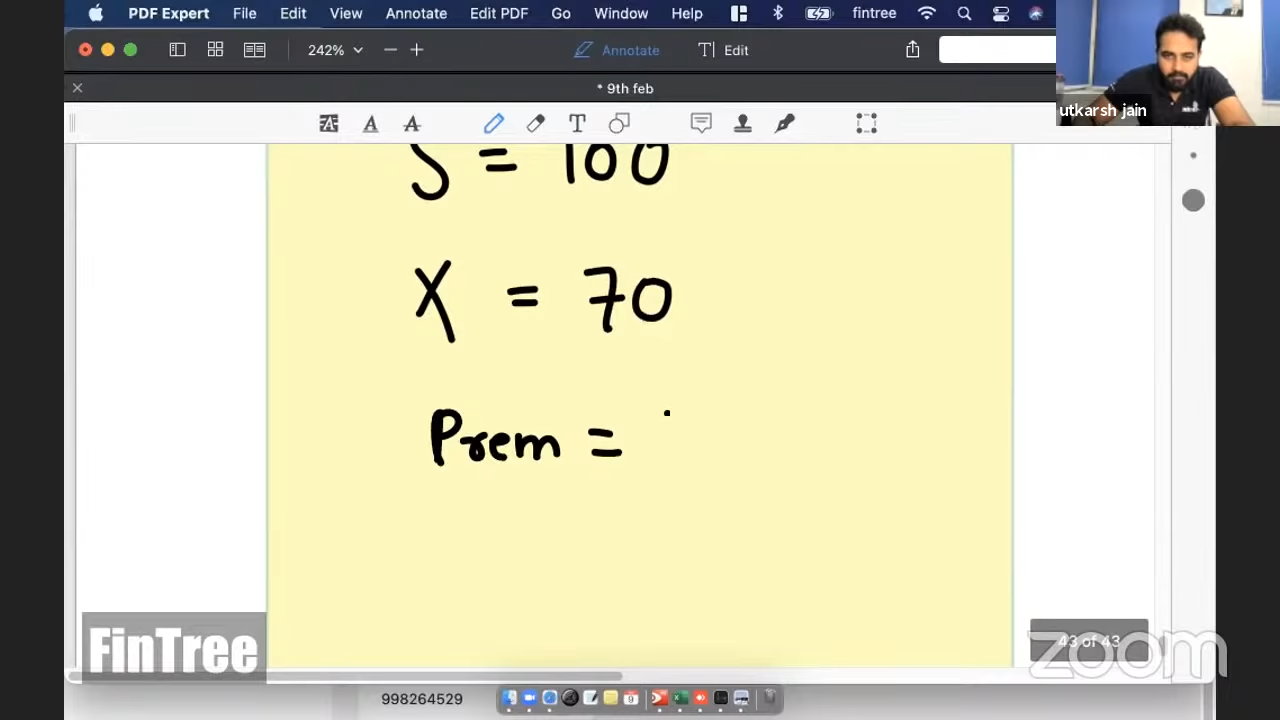 PDF Expert File Edit View Annotate Edit PDF Go Window Help fintree
242% Annotate T Edit
* 9th feb
utkarsh jain
S = 100
X = 70
Prem =
FinTree
43 of 43
zoom
998264529